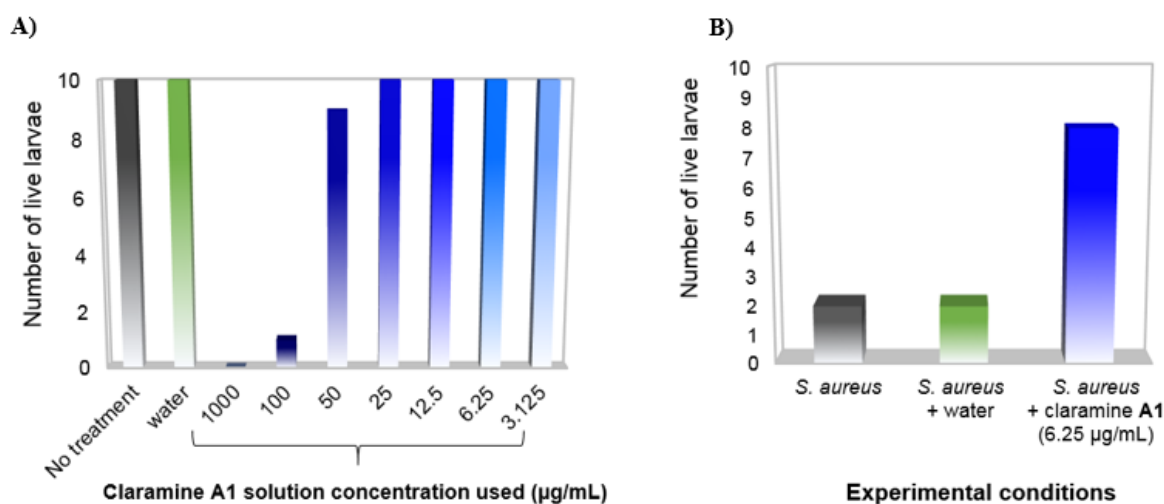 A)
Number of live larvae
10
8
6
4
2
0
No treatment
water
1000
100
50
25
12.5
6.25
3.125
Claramine A1 solution concentration used (µg/mL)
B)
Number of live larvae
10
9
8
7
6
5
4
3
2
1
0
S. aureus
S. aureus
+ water
S. aureus
+ claramine A1
(6.25 µg/mL)
Experimental conditions